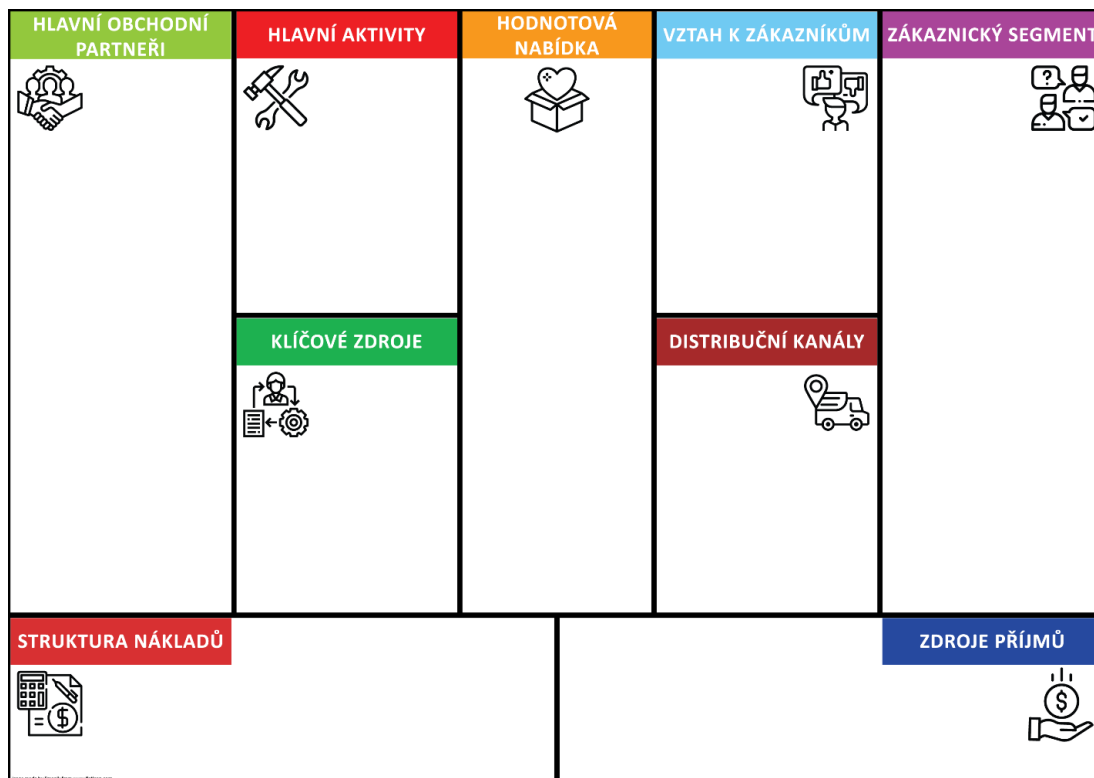 HLAVNÍ OBCHODNÍ
PARTNEŘI
HLAVNÍ AKTIVITY
HODNOTOVÁ
NABÍDKA
VZTAH K ZÁKAZNÍKŮM
ZÁKAZNICKÝ SEGMENT
KLÍČOVÉ ZDROJE
DISTRIBUČNÍ KANÁLY
STRUKTURA NÁKLADŮ
ZDROJE PŘÍJMŮ